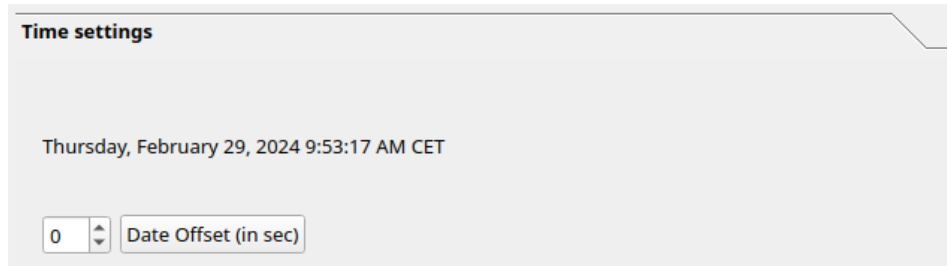 Time settings
Thursday, February 29, 2024 9:53:17 AM CET
0 Date Offset (in sec)